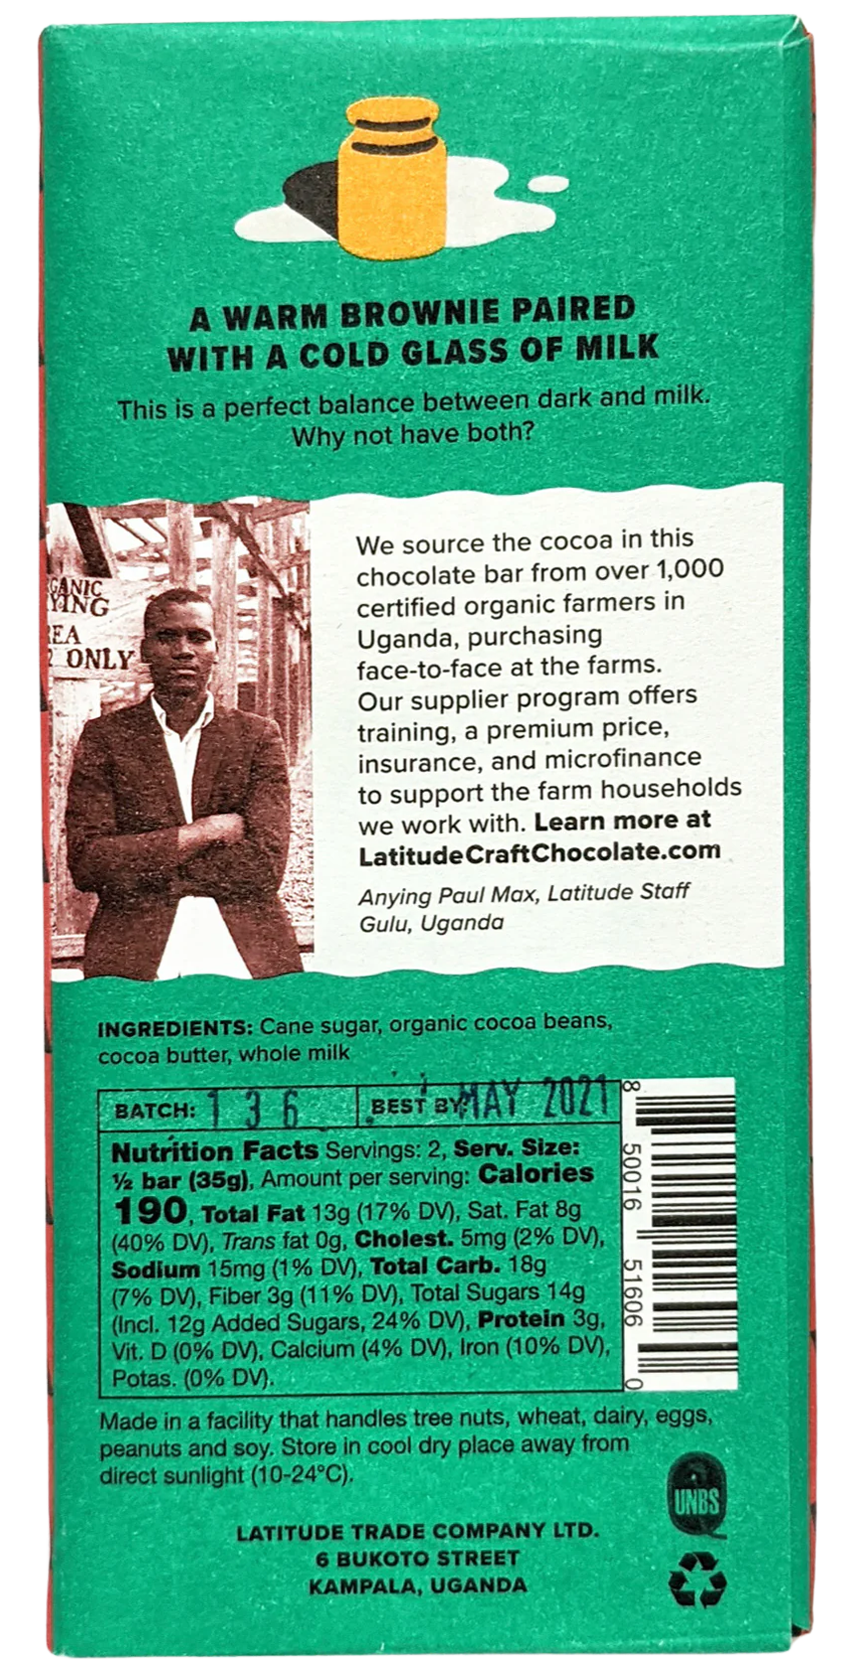 A WARM BROWNIE PAIRED
WITH A COLD GLASS OF MILK
This is a perfect balance between dark and milk.
Why not have both?
GANIC
YING
EA
ONLY
We source the cocoa in this
chocolate bar from over 1,000
certified organic farmers in
Uganda, purchasing
face-to-face at the farms.
Our supplier program offers
training, a premium price,
insurance, and microfinance
to support the farm households
we work with. Learn more at
LatitudeCraftChocolate.com
Anying Paul Max, Latitude Staff
Gulu, Uganda
INGREDIENTS: Cane sugar, organic cocoa beans,
cocoa butter, whole milk
BATCH: 136 BEST BY: MAY 2021
Nutrition Facts Servings: 2, Serv. Size:
½ bar (35g), Amount per serving: Calories
190, Total Fat 13g (17% DV), Sat. Fat 8g
(40% DV), Trans fat 0g, Cholest. 5mg (2% DV),
Sodium 15mg (1% DV), Total Carb. 18g
(7% DV), Fiber 3g (11% DV), Total Sugars 14g
(Incl. 12g Added Sugars, 24% DV), Protein 3g,
Vit. D (0% DV), Calcium (4% DV), Iron (10% DV),
Potas. (0% DV).
8 50016 51606 0
Made in a facility that handles tree nuts, wheat, dairy, eggs,
peanuts and soy. Store in cool dry place away from
direct sunlight (10-24°C).
UNBS
LATITUDE TRADE COMPANY LTD.
6 BUKOTO STREET
KAMPALA, UGANDA